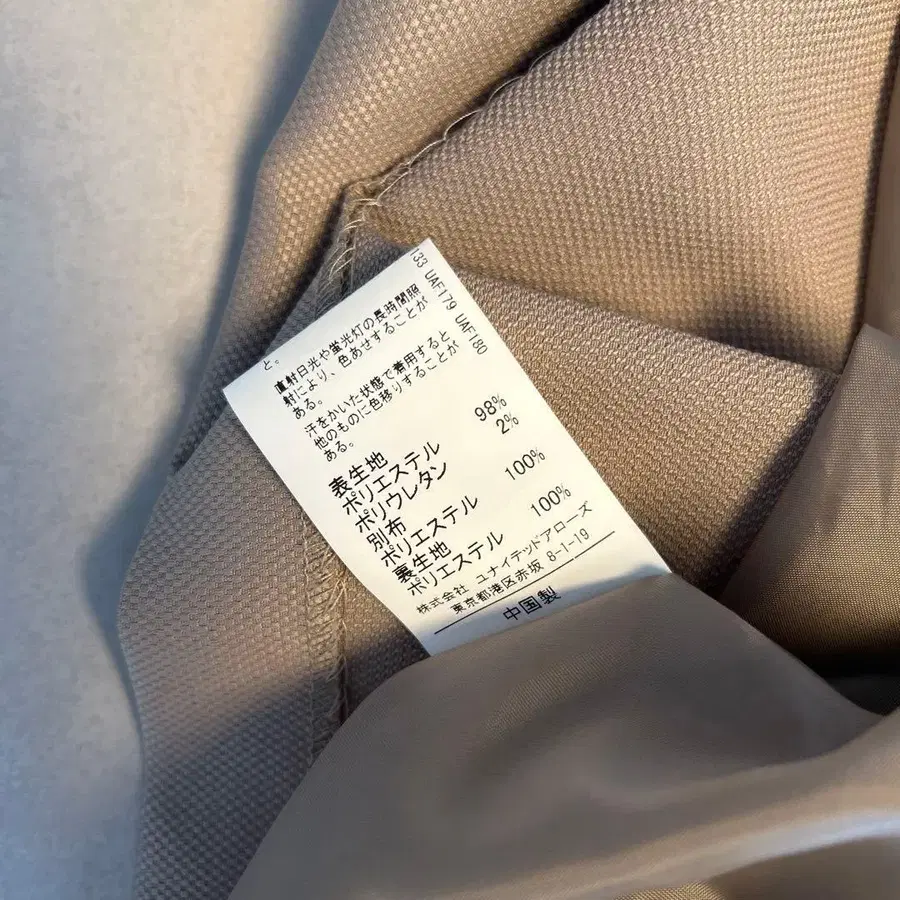 133 UAF179 UAF180
と。
直射日光や蛍光灯の長時間照
射により、色あせすることが
ある。
汗をかいた状態で着用すると
他のものに色移りすることが
ある。
表生地
ポリエステル 98%
ポリウレタン 2%
別布
ポリエステル 100%
裏生地
ポリエステル 100%
株式会社 ユナイテッドアローズ
東京都港区赤坂 8-1-19
中国製